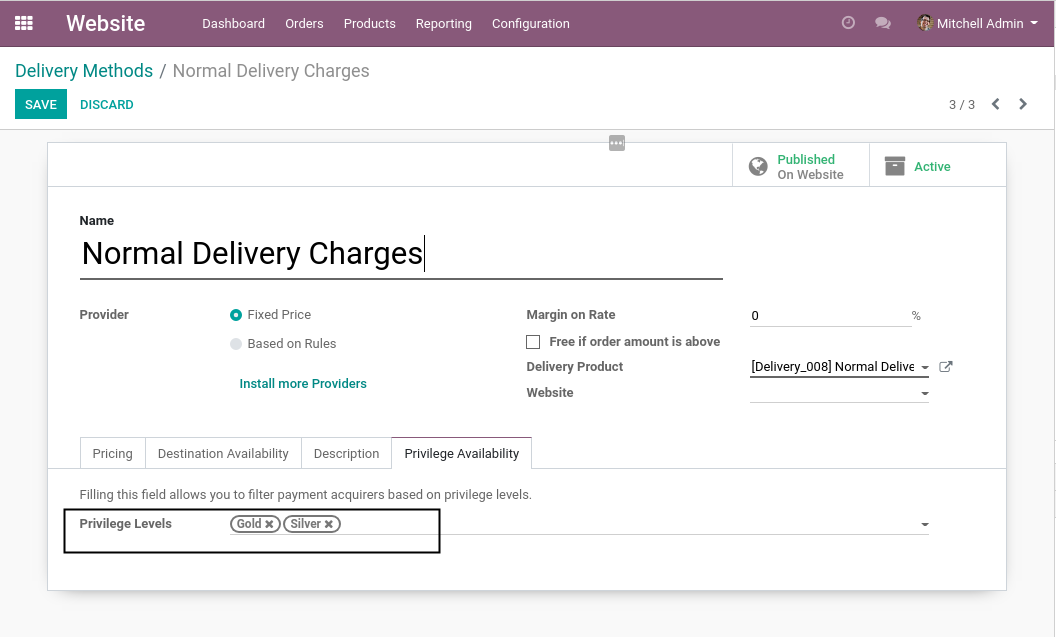 Website Dashboard Orders Products Reporting Configuration Mitchell Admin
Delivery Methods / Normal Delivery Charges
SAVE DISCARD 3 / 3
Published
On Website
Active
Name
Normal Delivery Charges
Provider Fixed Price
Based on Rules
Install more Providers
Margin on Rate 0 %
Free if order amount is above
Delivery Product [Delivery_008] Normal Delive
Website
Pricing Destination Availability Description Privilege Availability
Filling this field allows you to filter payment acquirers based on privilege levels.
Privilege Levels Gold × Silver ×